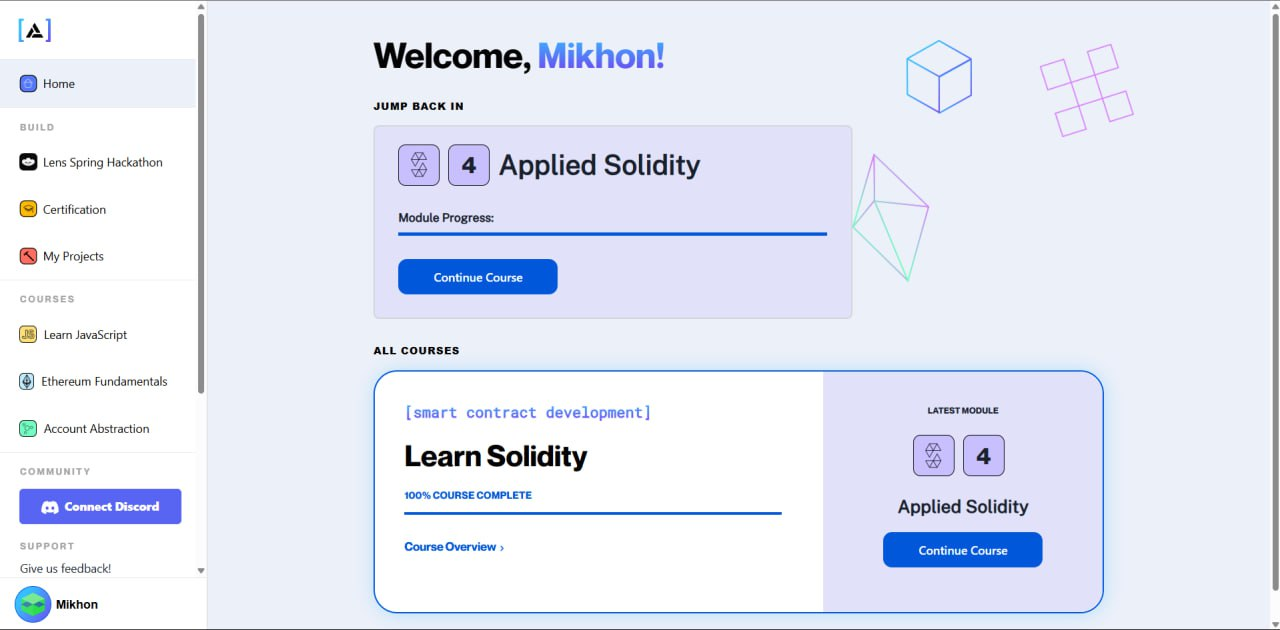 [A]
Home
BUILD
Lens Spring Hackathon
Certification
My Projects
COURSES
JS Learn JavaScript
Ethereum Fundamentals
Account Abstraction
COMMUNITY
Connect Discord
SUPPORT
Give us feedback!
Mikhon
Welcome, Mikhon!
JUMP BACK IN
4 Applied Solidity
Module Progress:
Continue Course
ALL COURSES
[smart contract development]
Learn Solidity
100% COURSE COMPLETE
Course Overview ›
LATEST MODULE
4
Applied Solidity
Continue Course